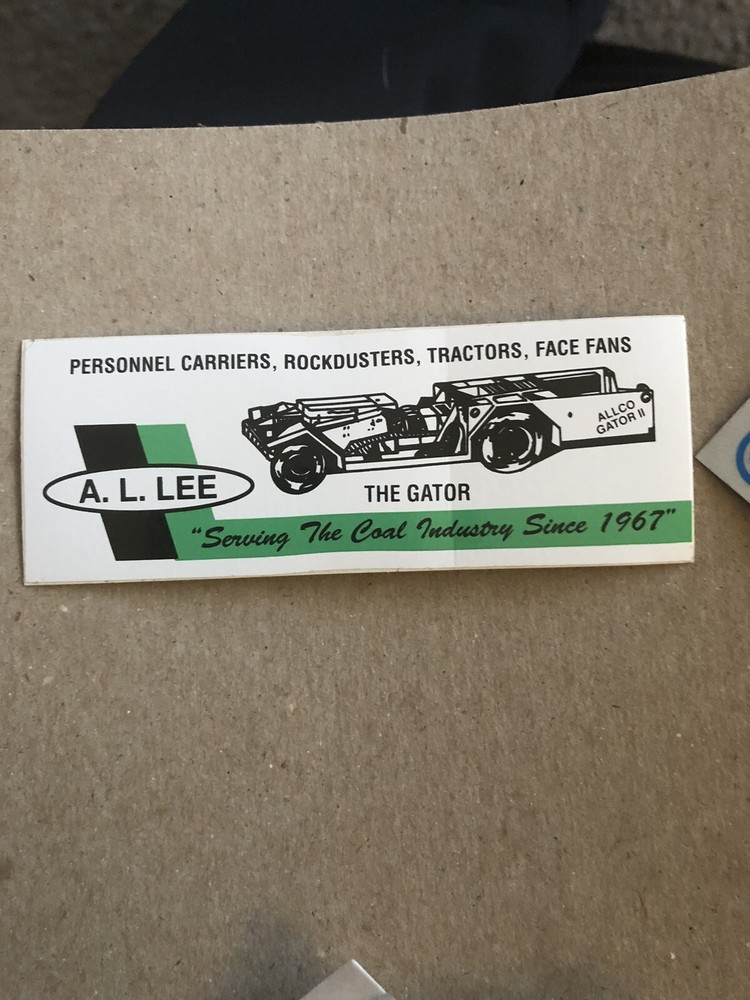 PERSONNEL CARRIERS, ROCKDUSTERS, TRACTORS, FACE FANS
ALLCO
GATOR II
A. L. LEE
THE GATOR
"Serving The Coal Industry Since 1967"